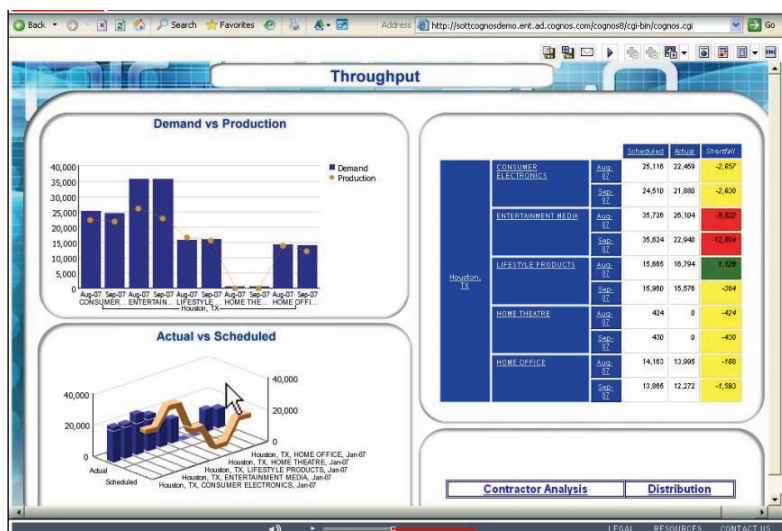 Back
Search
Favorites
Address
http://sottcognosdemo.ent.ad.cognos.com/cognos8/cgi-bin/cognos.cgi
Go
Throughput
Demand vs Production
40,000
35,000
30,000
25,000
20,000
15,000
10,000
5,000
0
Demand
Production
Aug-07 Sep-07 Aug-07 Sep-07 Aug-07 Sep-07 Aug-07 Sep-07 Aug-07 Sep-07
CONSUMER... ENTERTAIN... LIFESTYLE... HOME THE... HOME OFFI...
Houston, TX
Actual vs Scheduled
40,000
20,000
0
40,000
20,000
0
Actual
Scheduled
Houston, TX, HOME OFFICE, Jan-07
Houston, TX, HOME THEATRE, Jan-07
Houston, TX, LIFESTYLE PRODUCTS, Jan-07
Houston, TX, ENTERTAINMENT MEDIA, Jan-07
Houston, TX, CONSUMER ELECTRONICS, Jan-07
Scheduled Actual Shortfall
Houston, TX
CONSUMER ELECTRONICS
Aug-07 25,116 22,459 -2,657
Sep-07 24,510 21,880 -2,630
ENTERTAINMENT MEDIA
Aug-07 35,726 26,104 -9,622
Sep-07 35,624 22,940
LIFESTYLE PRODUCTS
Aug-07 15,665 16,794 1,129
Sep-07 15,960 15,576 -384
HOME THEATRE
Aug-07 424 0 -424
Sep-07 430 0 -430
HOME OFFICE
Aug-07 14,163 13,995 -168
Sep-07 13,865 12,272 -1,593
Contractor Analysis Distribution
LEGAL RESOURCES CONTACT US